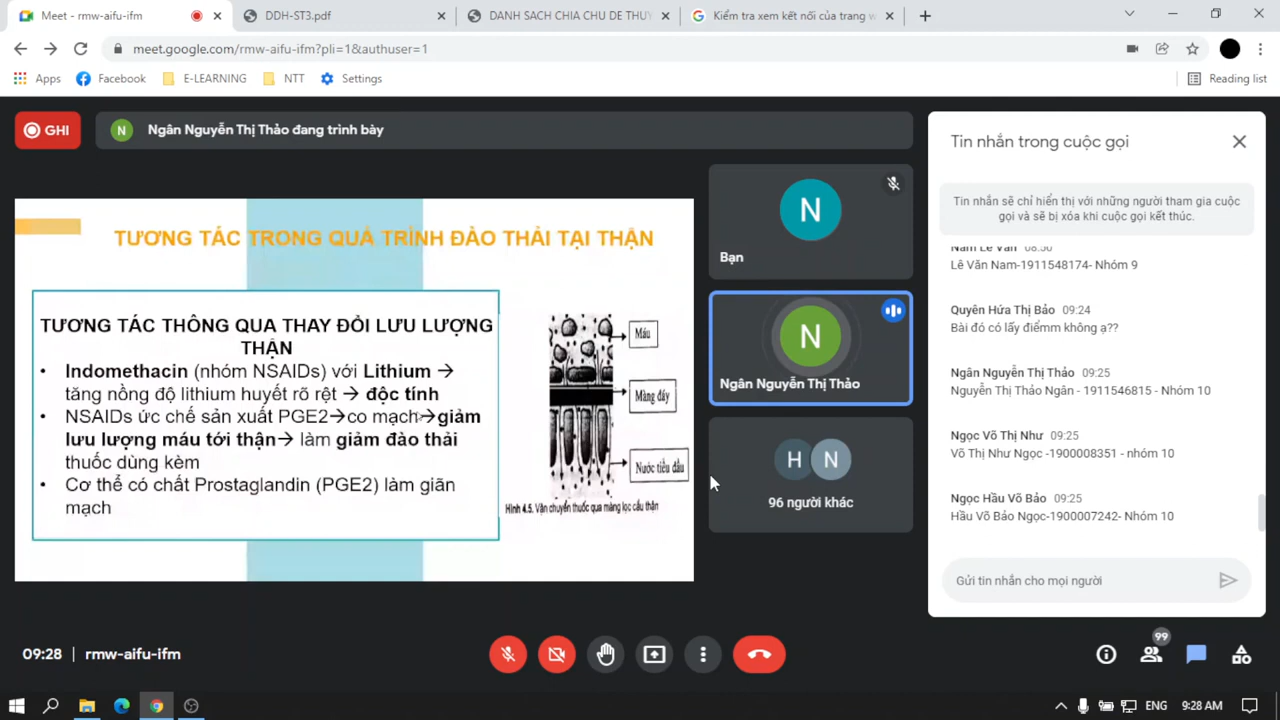 Meet - rmw-aifu-ifm
DDH-ST3.pdf
DANH SACH CHIA CHU DE THUY
Kiểm tra xem kết nối của trang w
meet.google.com/rmw-aifu-ifm?pli=1&authuser=1
Apps
Facebook
E-LEARNING
NTT
Settings
Reading list
GHI
N
Ngân Nguyễn Thị Thảo đang trình bày
TƯƠNG TÁC TRONG QUÁ TRÌNH ĐÀO THẢI TẠI THẬN
TƯƠNG TÁC THÔNG QUA THAY ĐỔI LƯU LƯỢNG
THẬN
• Indomethacin (nhóm NSAIDs) với Lithium →
tăng nồng độ lithium huyết rõ rệt → độc tính
• NSAIDs ức chế sản xuất PGE2→co mạch→giảm
lưu lượng máu tới thận→ làm giảm đào thải
thuốc dùng kèm
• Cơ thể có chất Prostaglandin (PGE2) làm giãn
mạch
Máu
Màng đáy
Nước tiểu đầu
Hình 4.5. Vận chuyển thuốc qua màng lọc cầu thận
N
Bạn
N
Ngân Nguyễn Thị Thảo
H
N
96 người khác
Tin nhắn trong cuộc gọi
Tin nhắn sẽ chỉ hiển thị với những người tham gia cuộc
gọi và sẽ bị xóa khi cuộc gọi kết thúc.
Nam Lê Văn 08:50
Lê Văn Nam-1911548174- Nhóm 9
Quyên Hứa Thị Bảo 09:24
Bài đó có lấy điểmm không ạ??
Ngân Nguyễn Thị Thảo 09:25
Nguyễn Thị Thảo Ngân - 1911546815 - Nhóm 10
Ngọc Võ Thị Như 09:25
Võ Thị Như Ngọc -1900008351 - nhóm 10
Ngọc Hầu Võ Bảo 09:25
Hầu Võ Bảo Ngọc-1900007242- Nhóm 10
Gửi tin nhắn cho mọi người
09:28 | rmw-aifu-ifm
99
ENG
9:28 AM